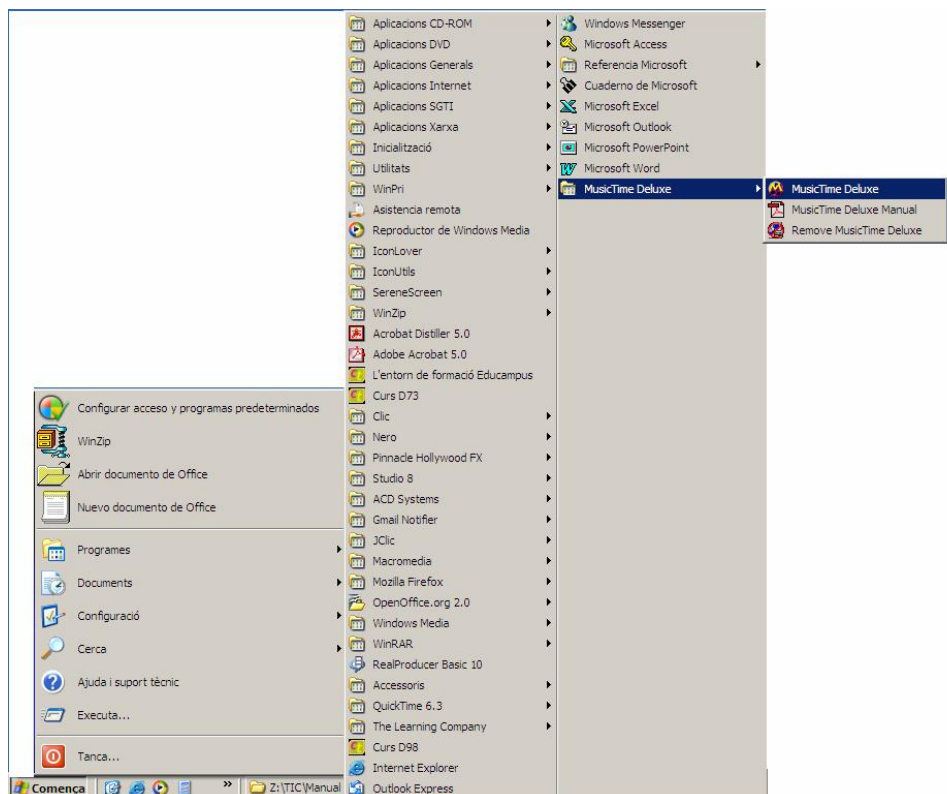 Aplicacions CD-ROM
Aplicacions DVD
Aplicacions Generals
Aplicacions Internet
Aplicacions SGTI
Aplicacions Xarxa
Inicialització
Utilitats
WinPri
Asistencia remota
Reproductor de Windows Media
IconLover
IconUtils
SereneScreen
WinZip
Acrobat Distiller 5.0
Adobe Acrobat 5.0
L'entorn de formació Educampus
Curs D73
Clic
Nero
Pinnacle Hollywood FX
Studio 8
ACD Systems
Gmail Notifier
JClic
Macromedia
Mozilla Firefox
OpenOffice.org 2.0
Windows Media
WinRAR
RealProducer Basic 10
Accessoris
QuickTime 6.3
The Learning Company
Curs D98
Internet Explorer
Outlook Express
Windows Messenger
Microsoft Access
Referencia Microsoft
Cuaderno de Microsoft
Microsoft Excel
Microsoft Outlook
Microsoft PowerPoint
Microsoft Word
MusicTime Deluxe
MusicTime Deluxe
MusicTime Deluxe Manual
Remove MusicTime Deluxe
Configurar acceso y programas predeterminados
WinZip
Abrir documento de Office
Nuevo documento de Office
Programes
Documents
Configuració
Cerca
Ajuda i suport tècnic
Executa...
Tanca...
Comença
»
Z:\TIC\Manual